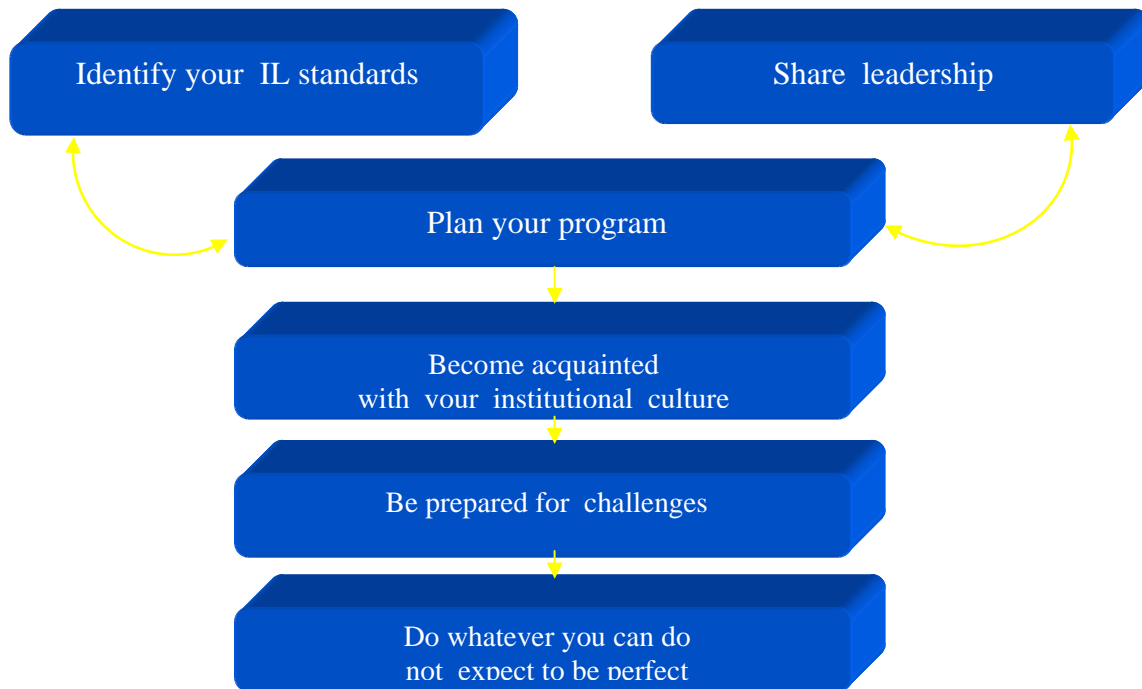 Identify your IL standards
Share leadership
Plan your program
Become acquainted
with your institutional culture
Be prepared for challenges
Do whatever you can do
not expect to be perfect